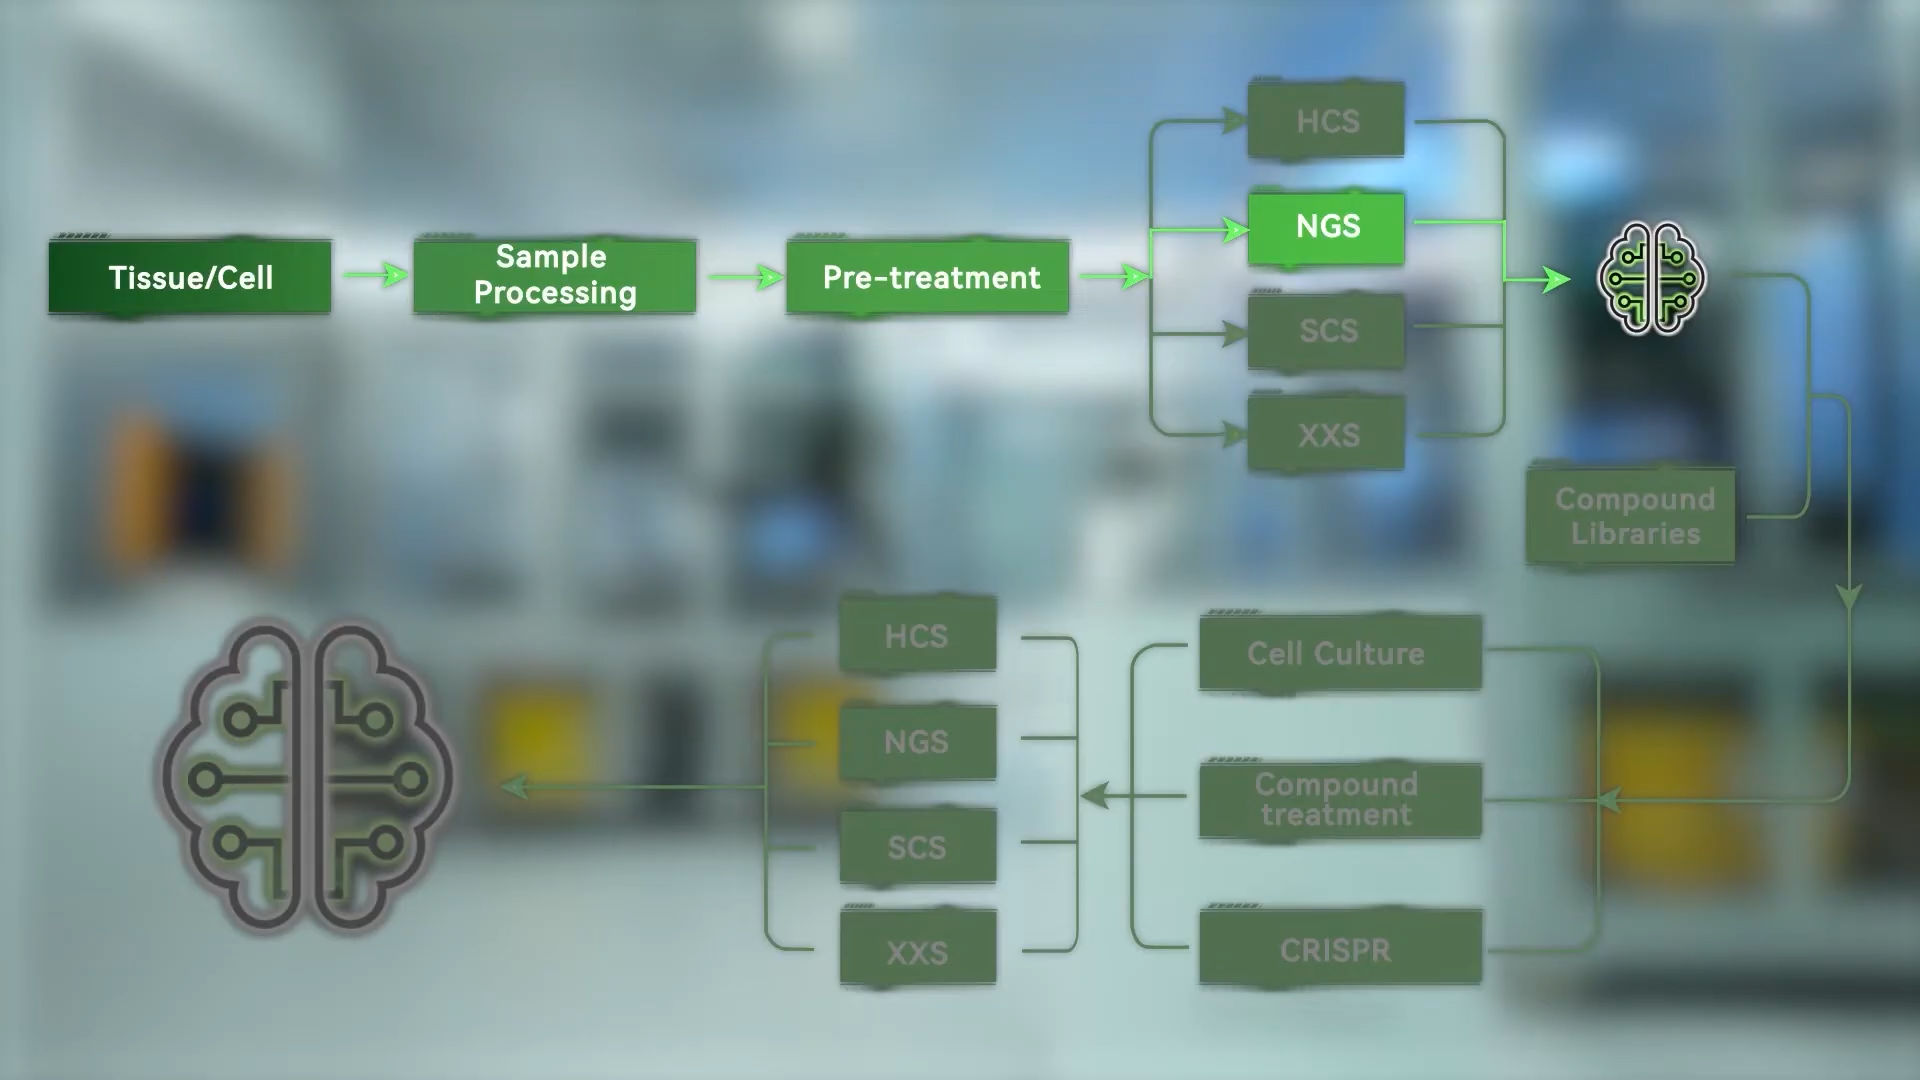 HCS
Tissue/Cell
Sample
Processing
Pre-treatment
NGS
SCS
XXS
Compound
Libraries
HCS
NGS
SCS
XXS
Cell Culture
Compound
treatment
CRISPR